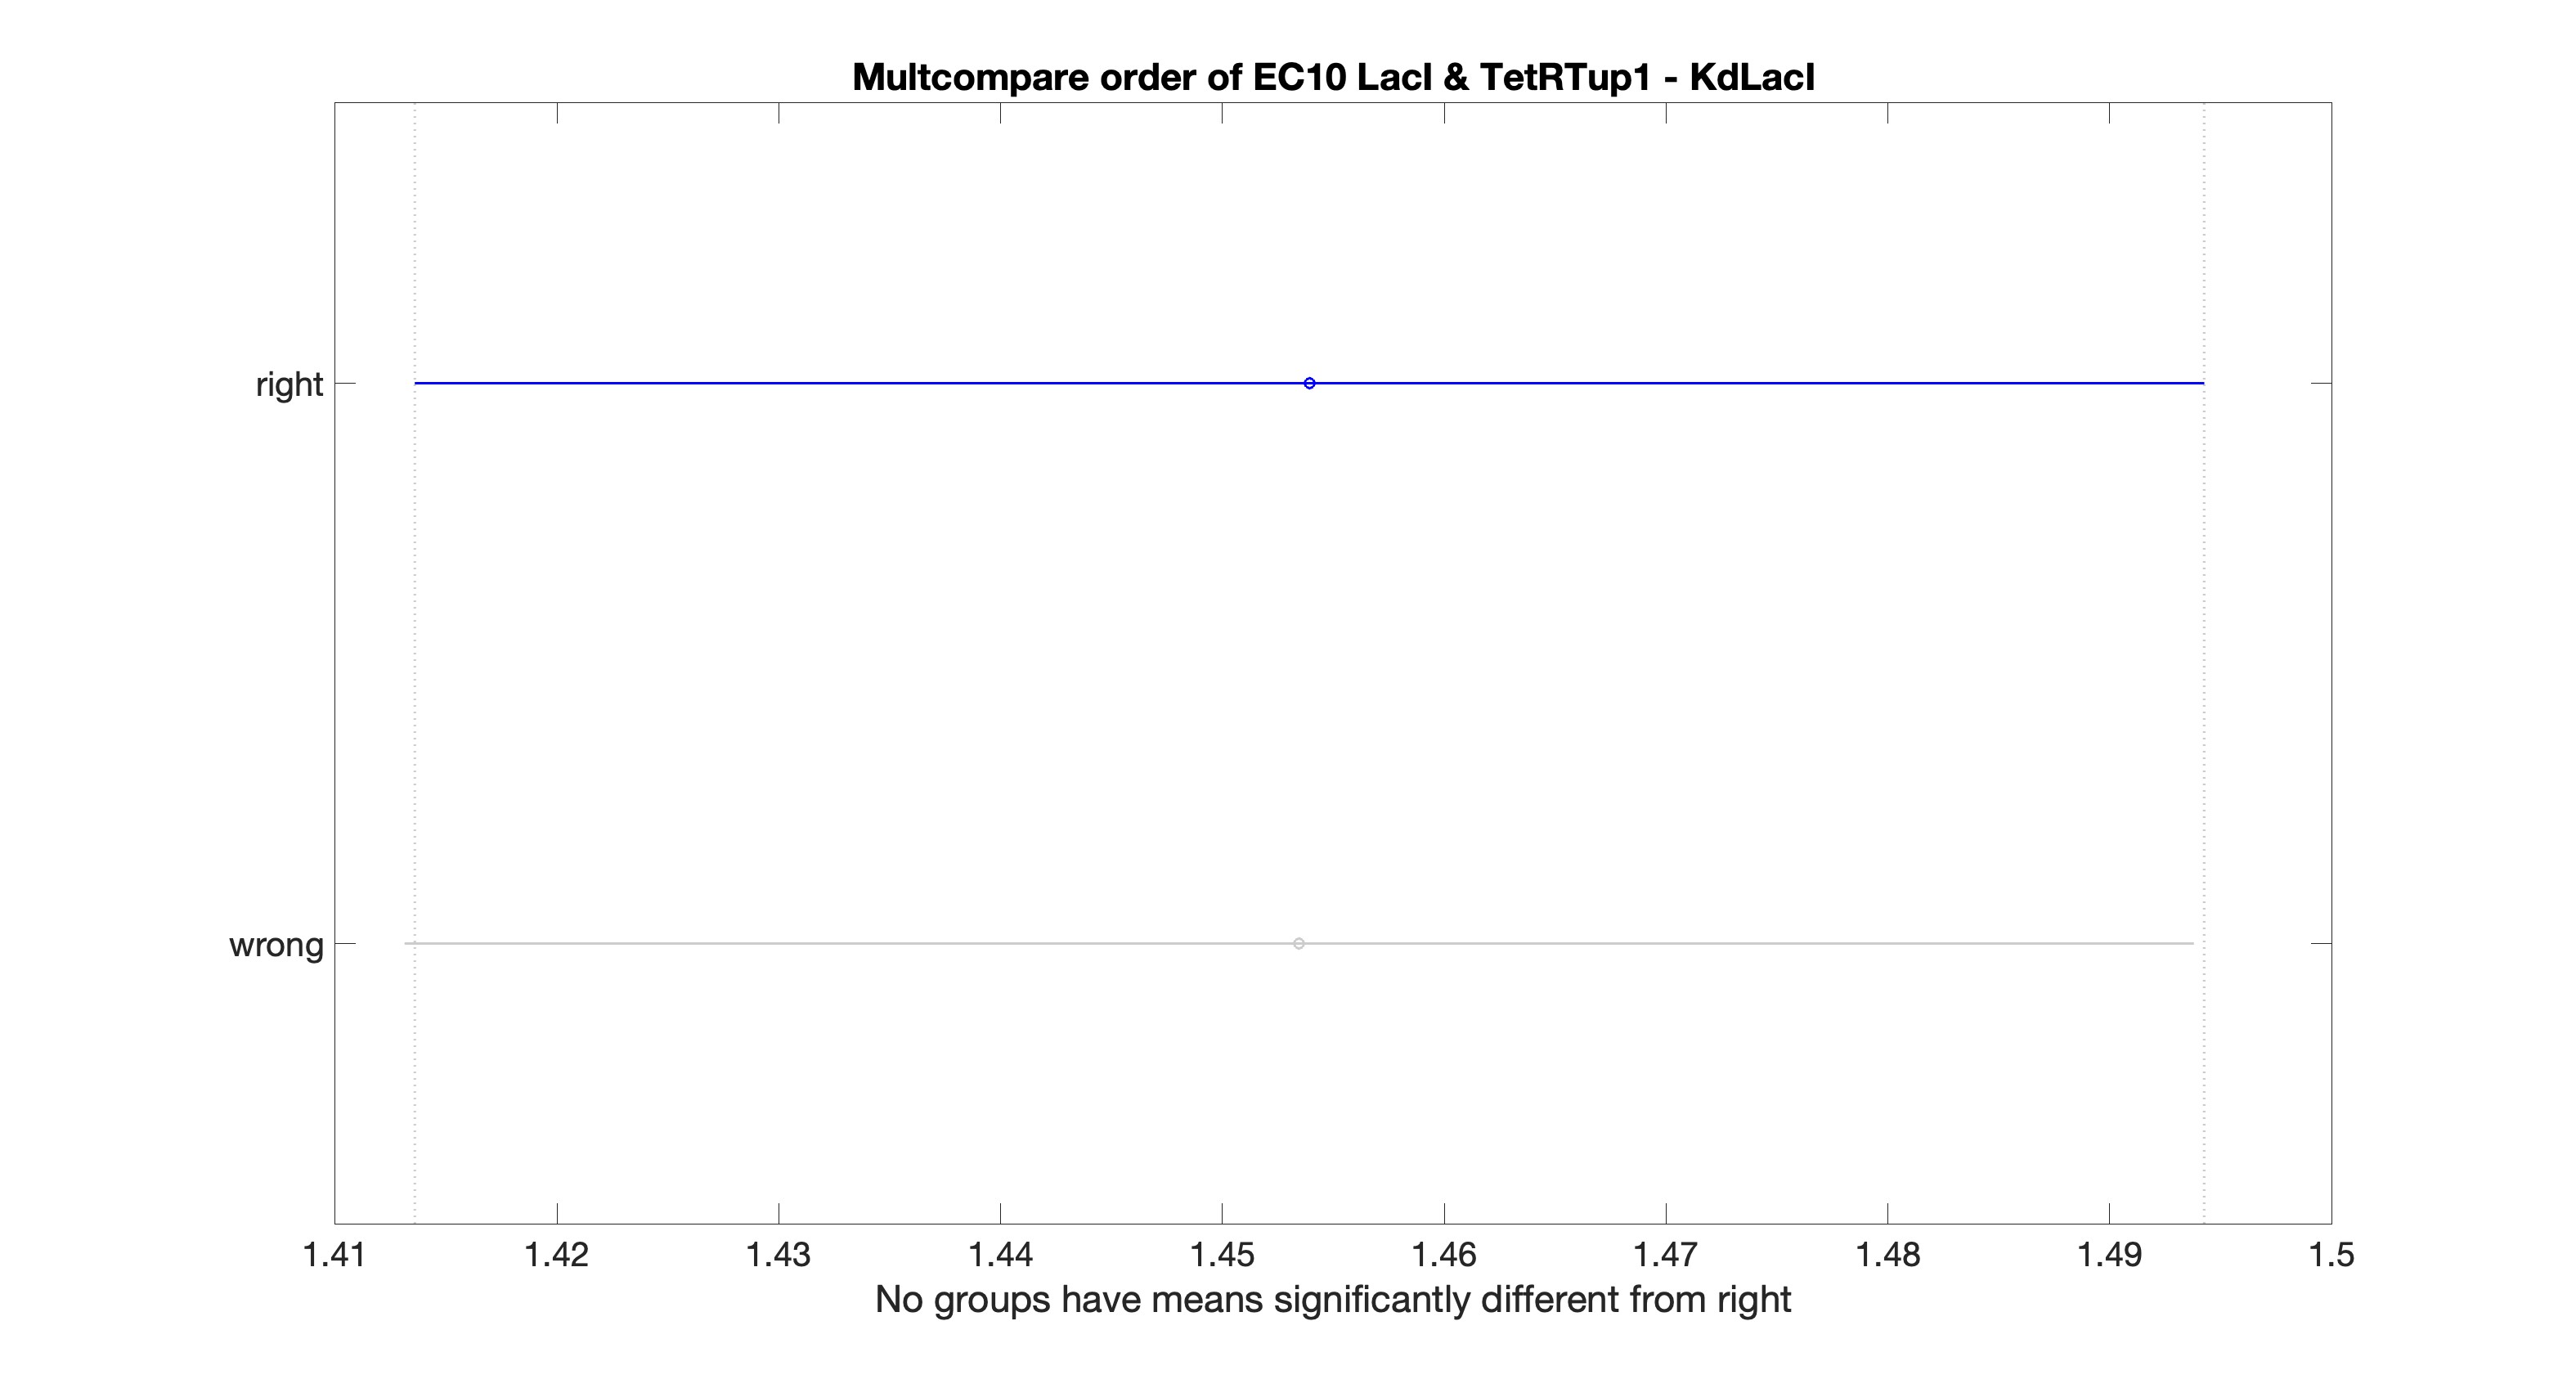 Multcompare order of EC10 LacI & TetRTup1 - KdLacI
right
wrong
1.41 1.42 1.43 1.44 1.45 1.46 1.47 1.48 1.49 1.5
No groups have means significantly different from right